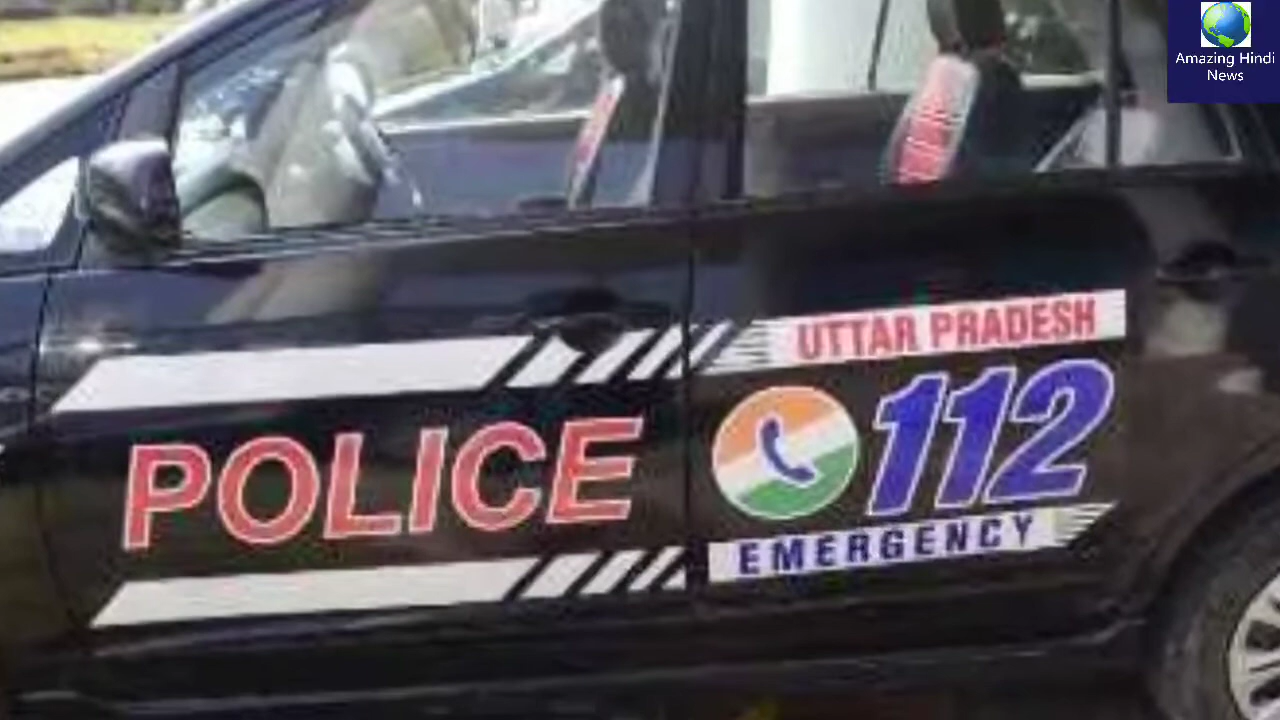 Amazing Hindi
News
UTTAR PRADESH
112
POLICE
EMERGENCY